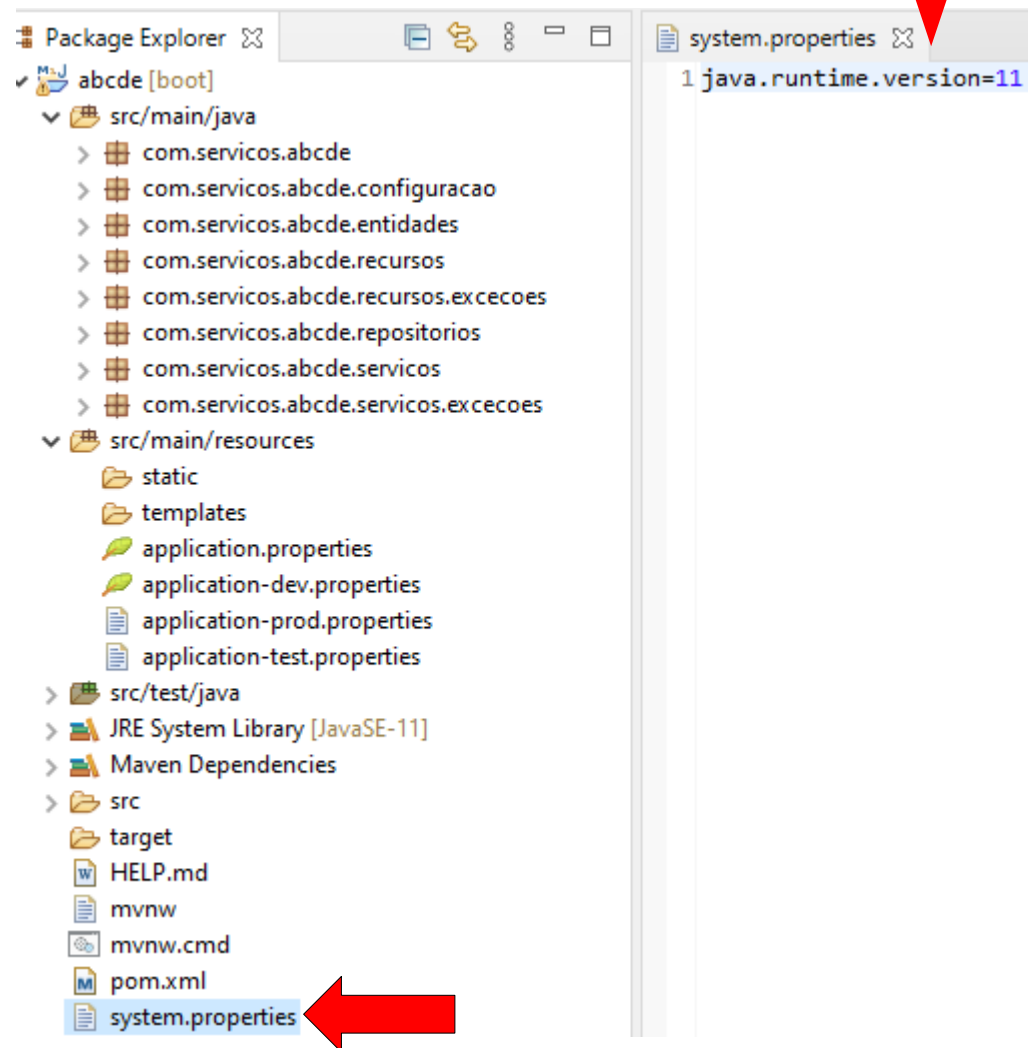 Package Explorer
abcde [boot]
src/main/java
com.servicos.abcde
com.servicos.abcde.configuracao
com.servicos.abcde.entidades
com.servicos.abcde.recursos
com.servicos.abcde.recursos.excecoes
com.servicos.abcde.repositorios
com.servicos.abcde.servicos
com.servicos.abcde.servicos.excecoes
src/main/resources
static
templates
application.properties
application-dev.properties
application-prod.properties
application-test.properties
src/test/java
JRE System Library [JavaSE-11]
Maven Dependencies
src
target
HELP.md
mvnw
mvnw.cmd
pom.xml
system.properties
system.properties
1 java.runtime.version=11